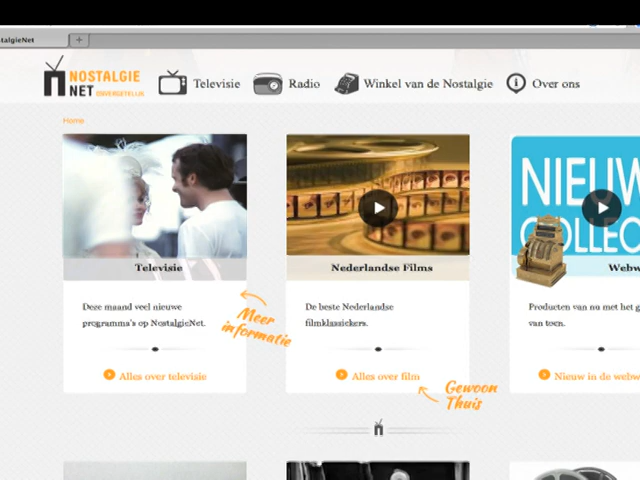 talgieNet
NOSTALGIE
NET ONVERGETELIJK
Televisie
Radio
Winkel van de Nostalgie
Over ons
Home
NIEUW
COLLEC
Televisie
Nederlandse Films
Webw
Deze maand veel nieuwe
programma's op NostalgieNet.
De beste Nederlandse
filmklassiekers.
Producten van nu met het g
van toen.
Meer
informatie
Alles over televisie
Alles over film
Nieuw in de webw
Gewoon
Thuis